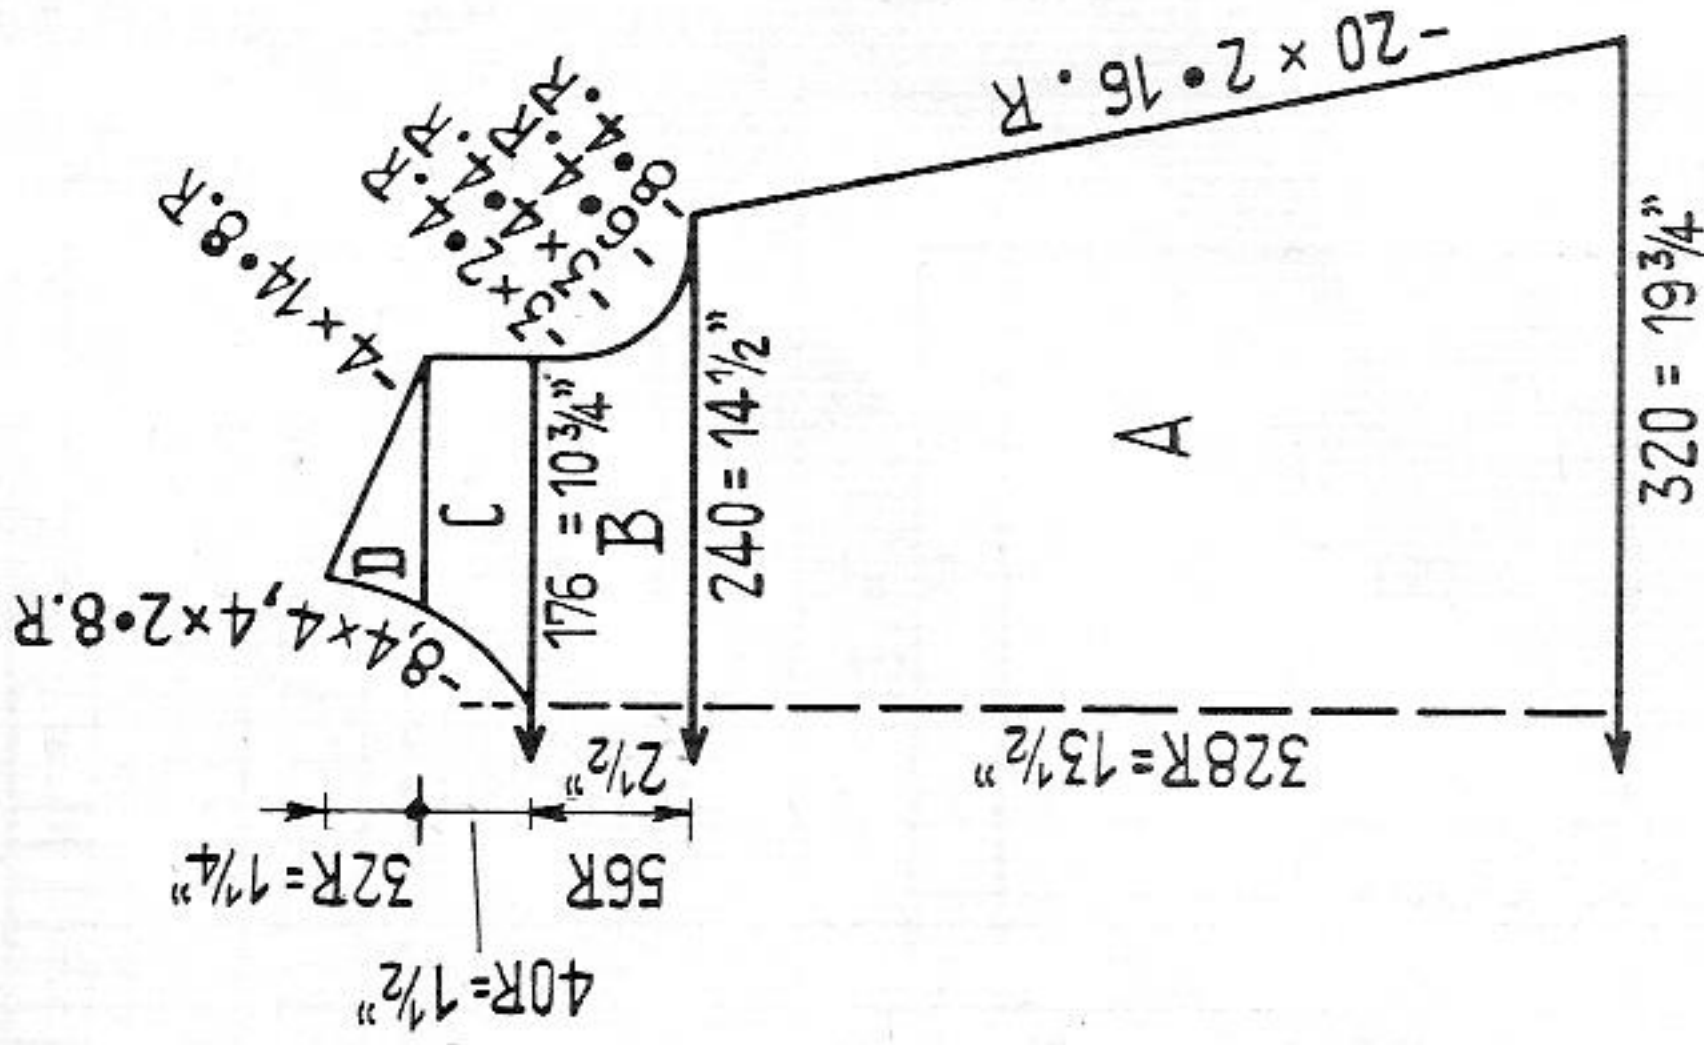 -4×14•8.R
-8,4×4,4×2•8.R
-3×2•4.R
-3×4•4.R
-6•4.R
-8•4.R
-20×2•16.R
D
C
B
A
176 = 10¾"
240 = 14½"
320 = 19¾"
32R=1¼"
40R=1½"
56R
2½"
328R=13½"